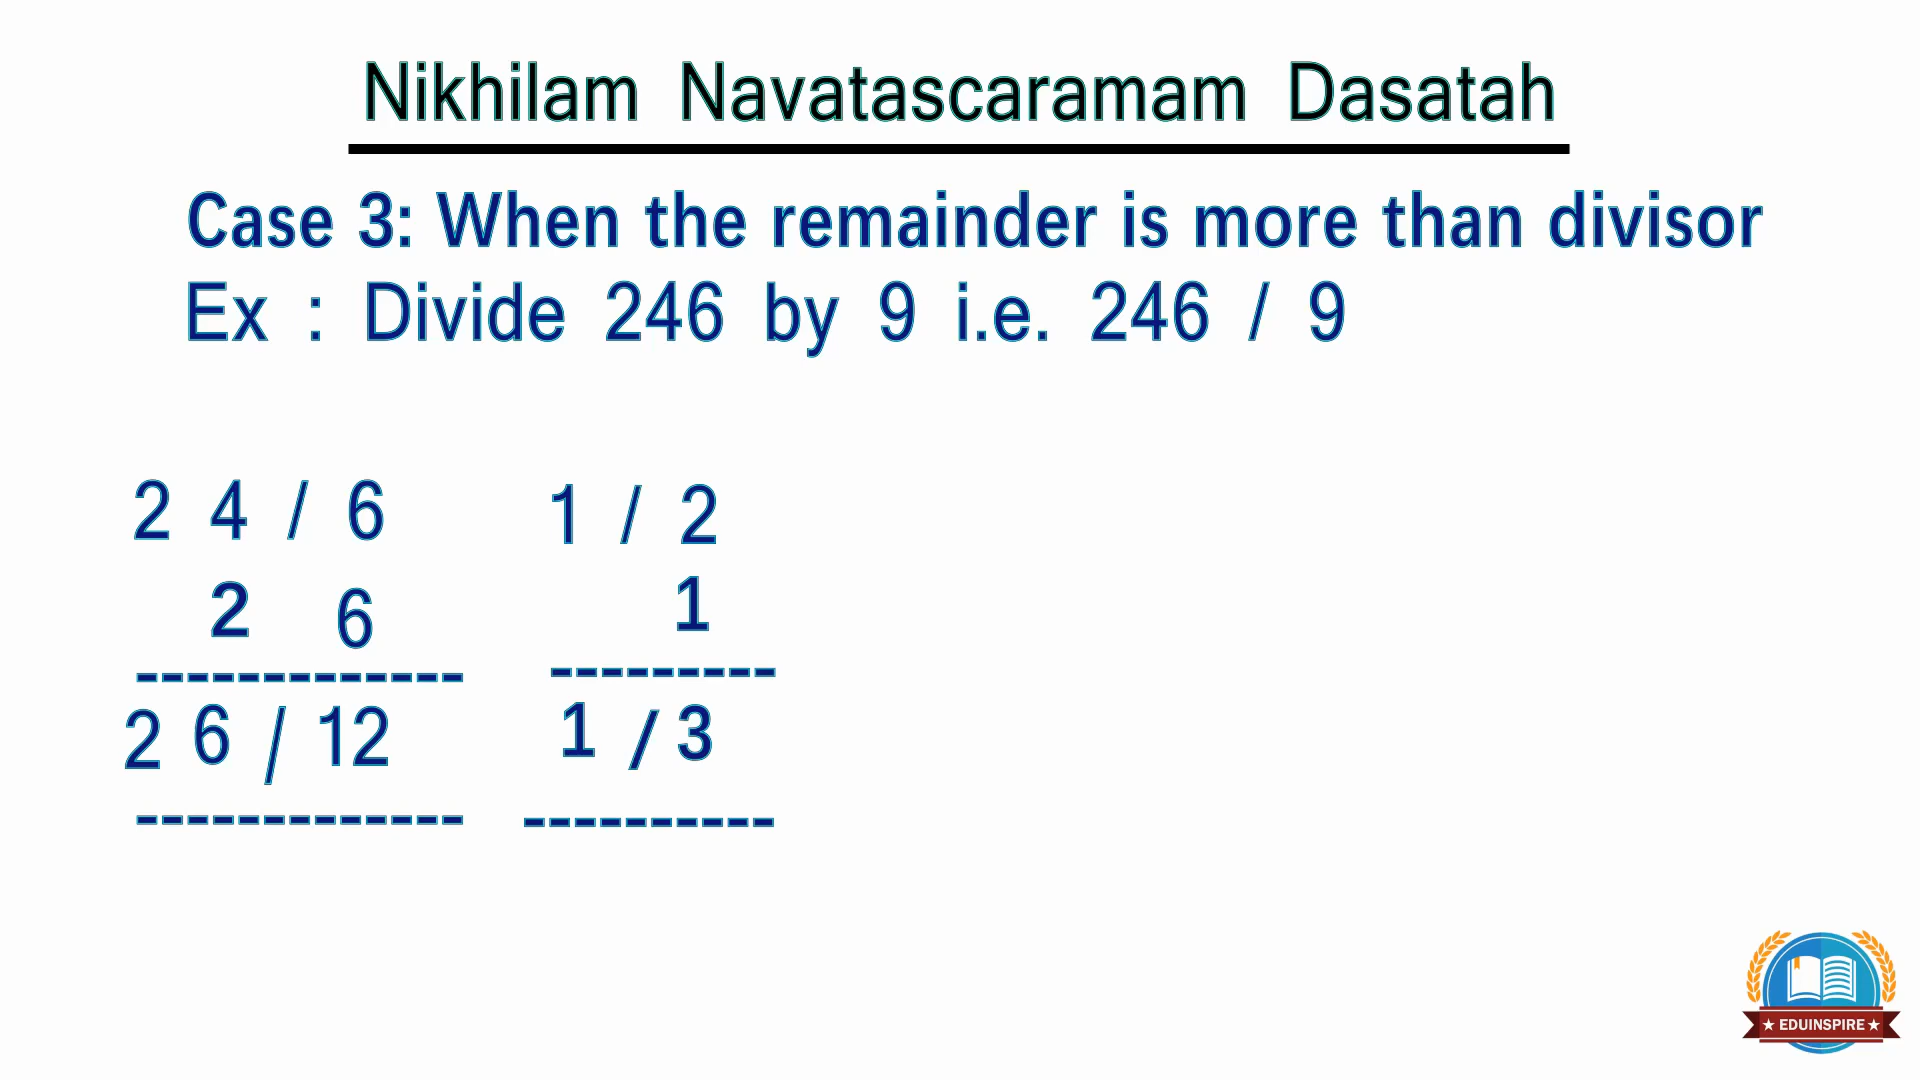 Nikhilam Navatascaramam Dasatah
Case 3: When the remainder is more than divisor
Ex : Divide 246 by 9 i.e. 246 / 9
2 4 / 6
2 6
-------------
2 6 / 12
-------------
1 / 2
1
---------
1 / 3
----------
★ EDUINSPIRE ★